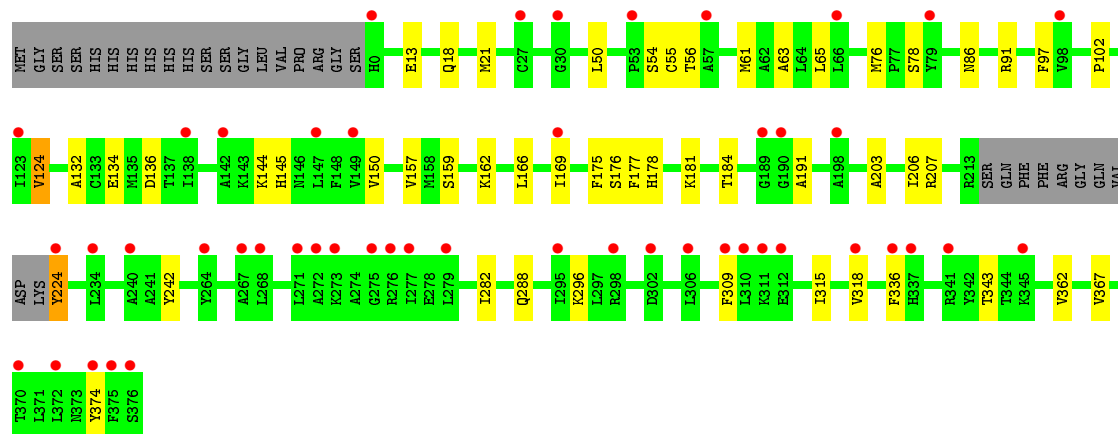 MET GLY SER SER HIS HIS HIS HIS HIS HIS SER SER GLY LEU VAL PRO ARG GLY SER H0 E13 Q18 M21 C27 G30 L50 P53 S54 C55 T56 A57 M61 A62 A63 L64 L65 L66 M76 P77 S78 Y79 N86 R91 F97 V98 P102
I123 V124 A132 C133 E134 M135 D136 T137 I138 A142 K143 K144 H145 N146 L147 F148 V149 V150 V157 M158 S159 K162 L166 I169 F175 S176 F177 H178 K181 T184 G189 G190 A191 A198 A203 I206 R207 R213 SER GLN PHE PHE ARG GLY GLN VAL
ASP LYS Y224 L234 A240 A241 Y242 Y264 A267 L268 L271 A272 K273 A274 G275 R276 I277 E278 L279 I282 Q288 I295 K296 L297 R298 D302 L306 F309 L310 K311 E312 I315 V318 F336 H337 R341 Y342 T343 T344 K345 V362 V367
T370 L371 L372 N373 Y374 F375 S376